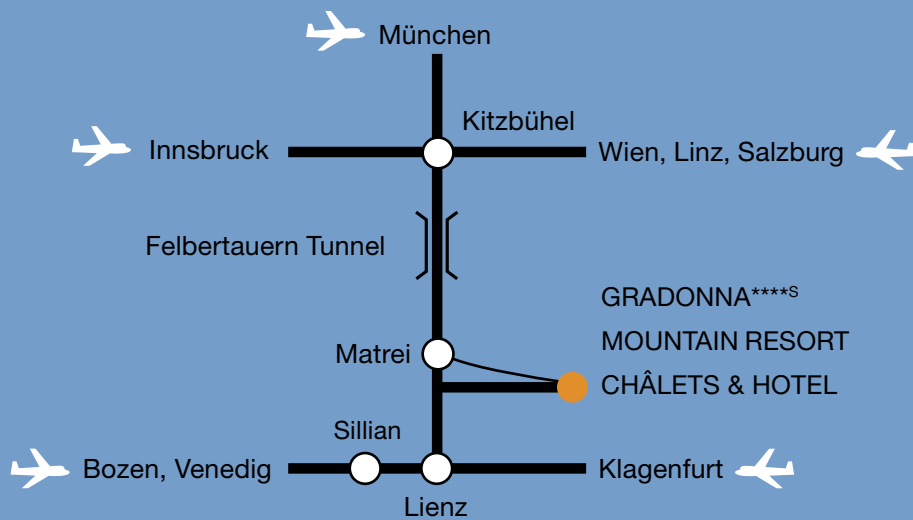 München
Kitzbühel
Innsbruck
Wien, Linz, Salzburg
Felbertauern Tunnel
GRADONNA****S
MOUNTAIN RESORT
Matrei
CHÂLETS & HOTEL
Sillian
Bozen, Venedig
Klagenfurt
Lienz